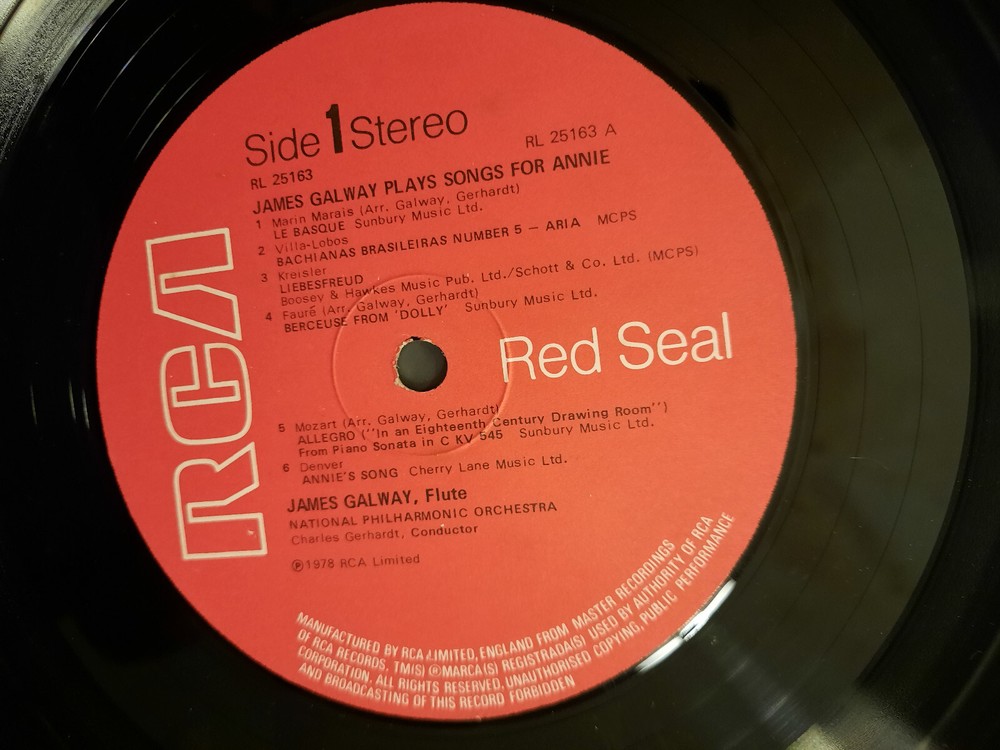 Side 1 Stereo
RL 25163
RL 25163 A
JAMES GALWAY PLAYS SONGS FOR ANNIE
1 Marin Marais (Arr. Galway, Gerhardt)
LE BASQUE Sunbury Music Ltd.
2 Villa-Lobos
BACHIANAS BRASILEIRAS NUMBER 5 – ARIA MCPS
3 Kreisler
LIEBESFREUD
Boosey & Hawkes Music Pub. Ltd./Schott & Co. Ltd. (MCPS)
4 Fauré (Arr. Galway, Gerhardt)
BERCEUSE FROM 'DOLLY' Sunbury Music Ltd.
RCA
Red Seal
5 Mozart (Arr. Galway, Gerhardt)
ALLEGRO (''In an Eighteenth Century Drawing Room'')
From Piano Sonata in C KV 545 Sunbury Music Ltd.
6 Denver
ANNIE'S SONG Cherry Lane Music Ltd.
JAMES GALWAY, Flute
NATIONAL PHILHARMONIC ORCHESTRA
Charles Gerhardt, Conductor
℗1978 RCA Limited
MANUFACTURED BY RCA LIMITED, ENGLAND FROM MASTER RECORDINGS
OF RCA RECORDS, TM(S) ®MARCA(S) REGISTRADA(S) USED BY AUTHORITY OF RCA
CORPORATION. ALL RIGHTS RESERVED, UNAUTHORISED COPYING, PUBLIC PERFORMANCE
AND BROADCASTING OF THIS RECORD FORBIDDEN